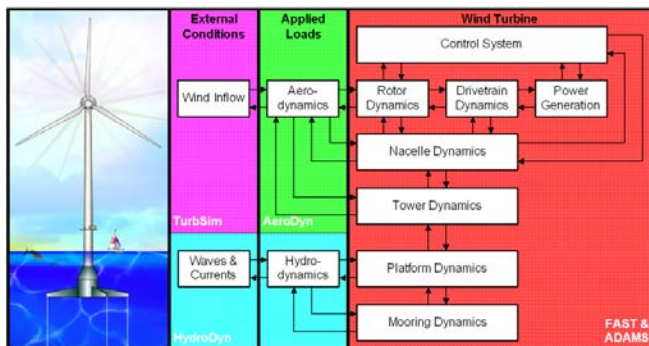 External
Conditions
Applied
Loads
Wind Turbine
Control System
Wind Inflow
Aero-
dynamics
Rotor
Dynamics
Drivetrain
Dynamics
Power
Generation
Nacelle Dynamics
TurbSim
AeroDyn
Tower Dynamics
Waves &
Currents
Hydro-
dynamics
Platform Dynamics
Mooring Dynamics
HydroDyn
FAST &
ADAMS